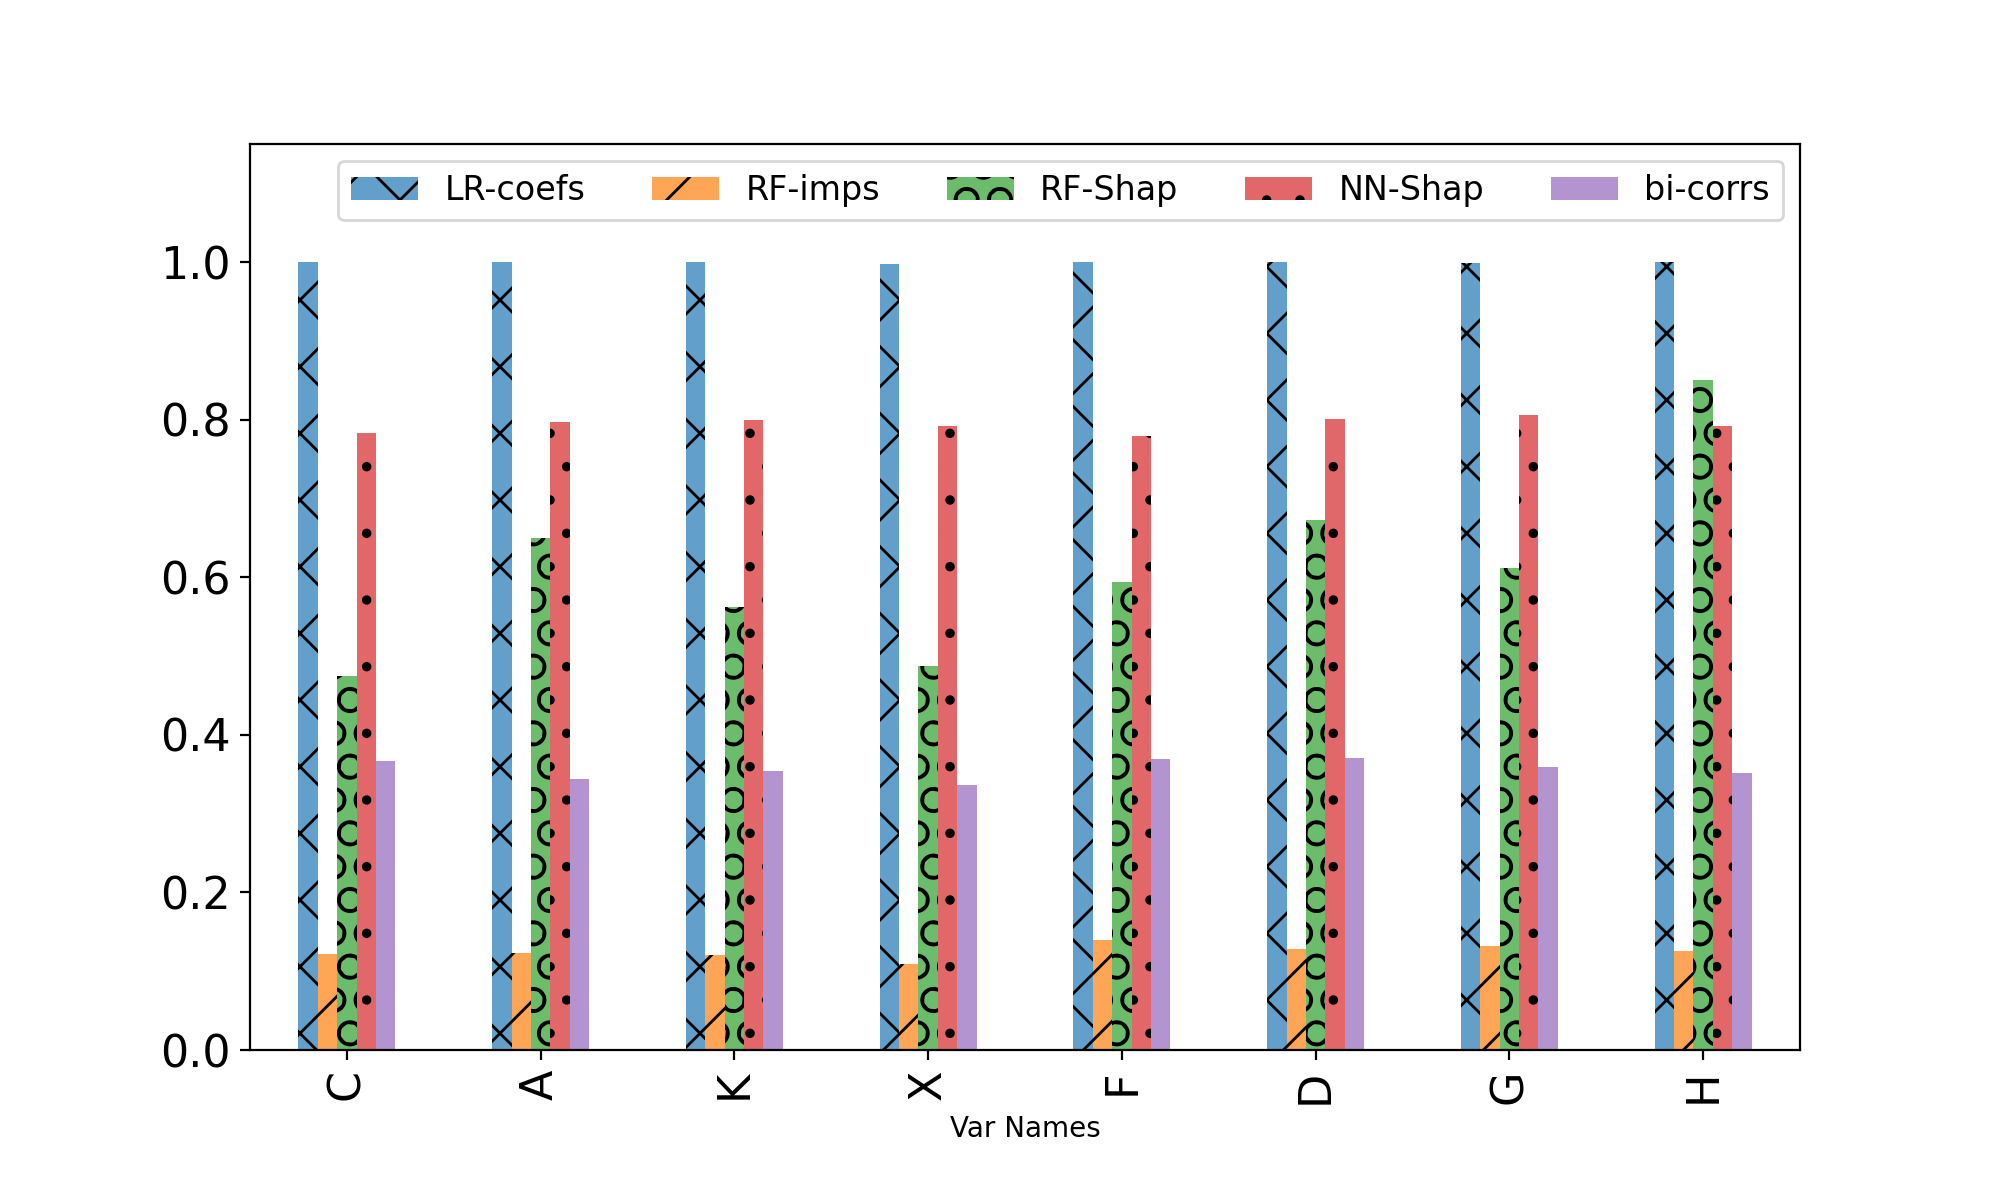 LR-coefs RF-imps RF-Shap NN-Shap bi-corrs
1.0
0.8
0.6
0.4
0.2
0.0
C A K X F D G H
Var Names